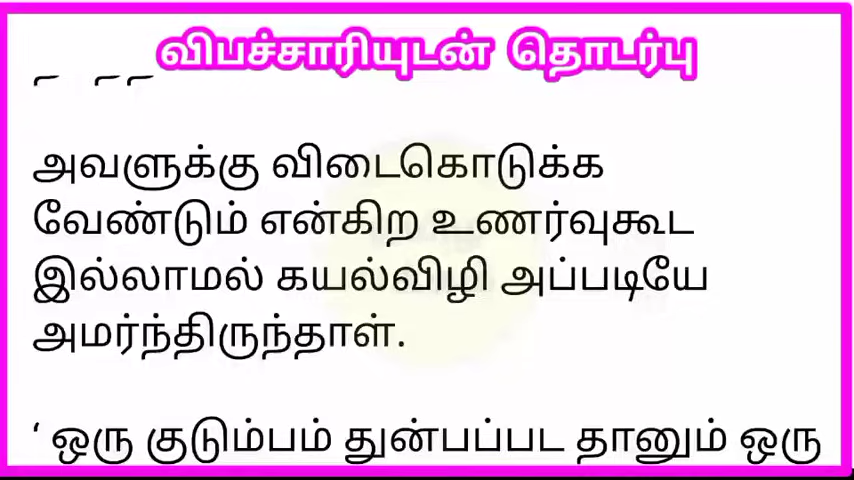 விபச்சாரியுடன் தொடர்பு
அவளுக்கு விடைகொடுக்க
வேண்டும் என்கிற உணர்வுகூட
இல்லாமல் கயல்விழி அப்படியே
அமர்ந்திருந்தாள்.
‘ ஒரு குடும்பம் துன்பப்பட தானும் ஒரு